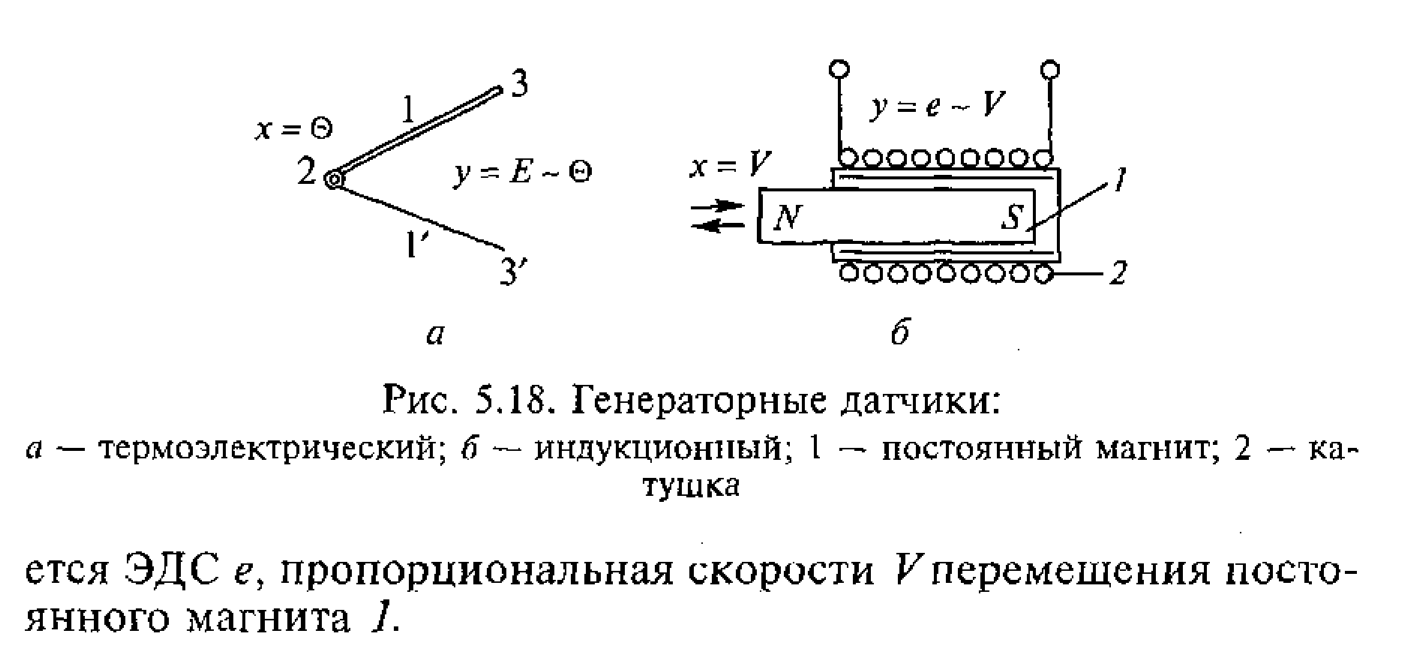 3
1
x = Θ
2
y = E ~ Θ
1′
3′
а
y = e ~ V
x = V
N
S
1
2
б
Рис. 5.18. Генераторные датчики:
а — термоэлектрический; б — индукционный; 1 — постоянный магнит; 2 — ка-
тушка
ется ЭДС e, пропорциональная скорости V перемещения посто-
янного магнита 1.